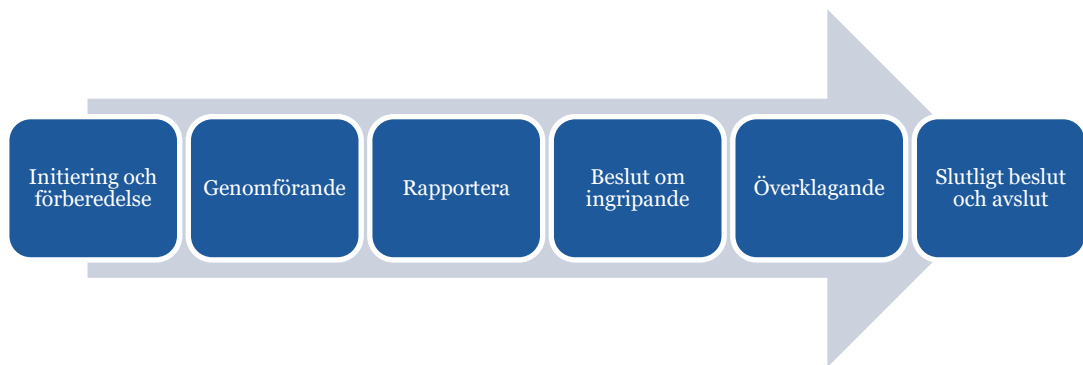 Initiering och
förberedelse
Genomförande
Rapportera
Beslut om
ingripande
Överklagande
Slutligt beslut
och avslut